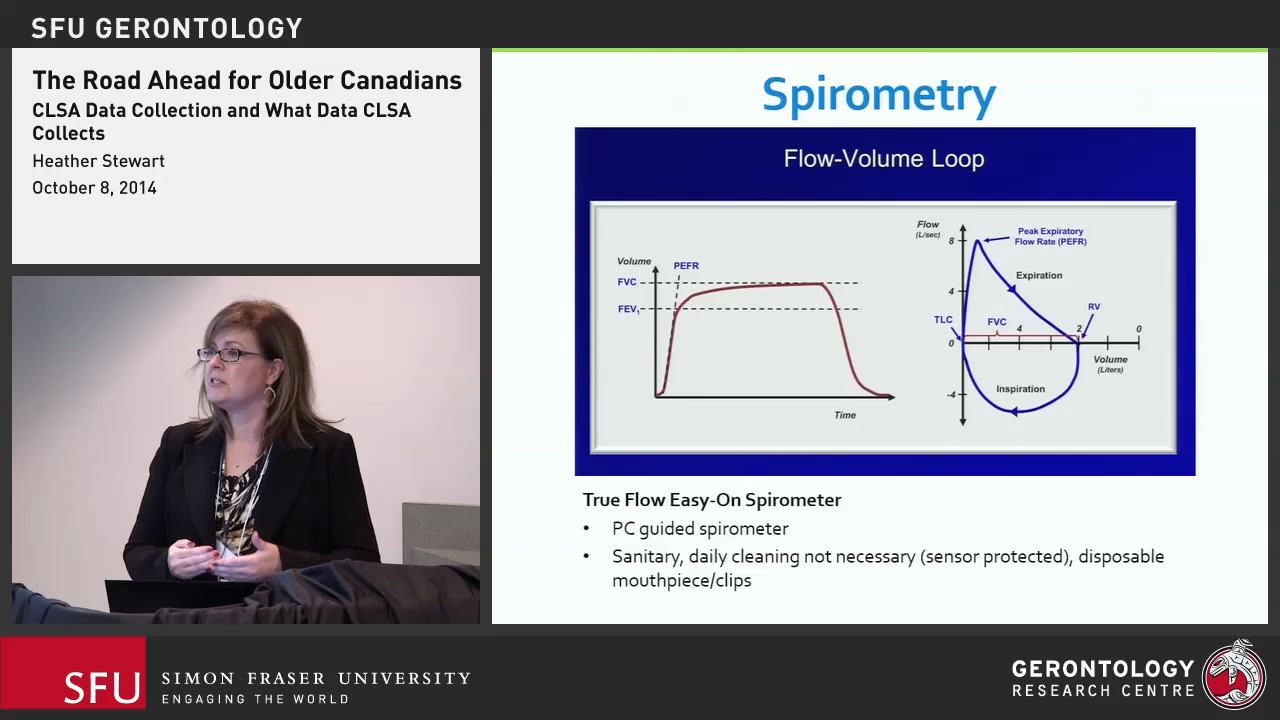 SFU GERONTOLOGY
The Road Ahead for Older Canadians
CLSA Data Collection and What Data CLSA
Collects
Heather Stewart
October 8, 2014
Spirometry
Flow-Volume Loop
Volume
PEFR
FVC
FEV₁
Time
Flow
(L/sec)
8
Peak Expiratory
Flow Rate (PEFR)
Expiration
4
TLC
FVC
4
2
RV
0
0
Volume
(Liters)
Inspiration
-4
True Flow Easy-On Spirometer
• PC guided spirometer
• Sanitary, daily cleaning not necessary (sensor protected), disposable
mouthpiece/clips
SFU
SIMON FRASER UNIVERSITY
ENGAGING THE WORLD
GERONTOLOGY
RESEARCH CENTRE